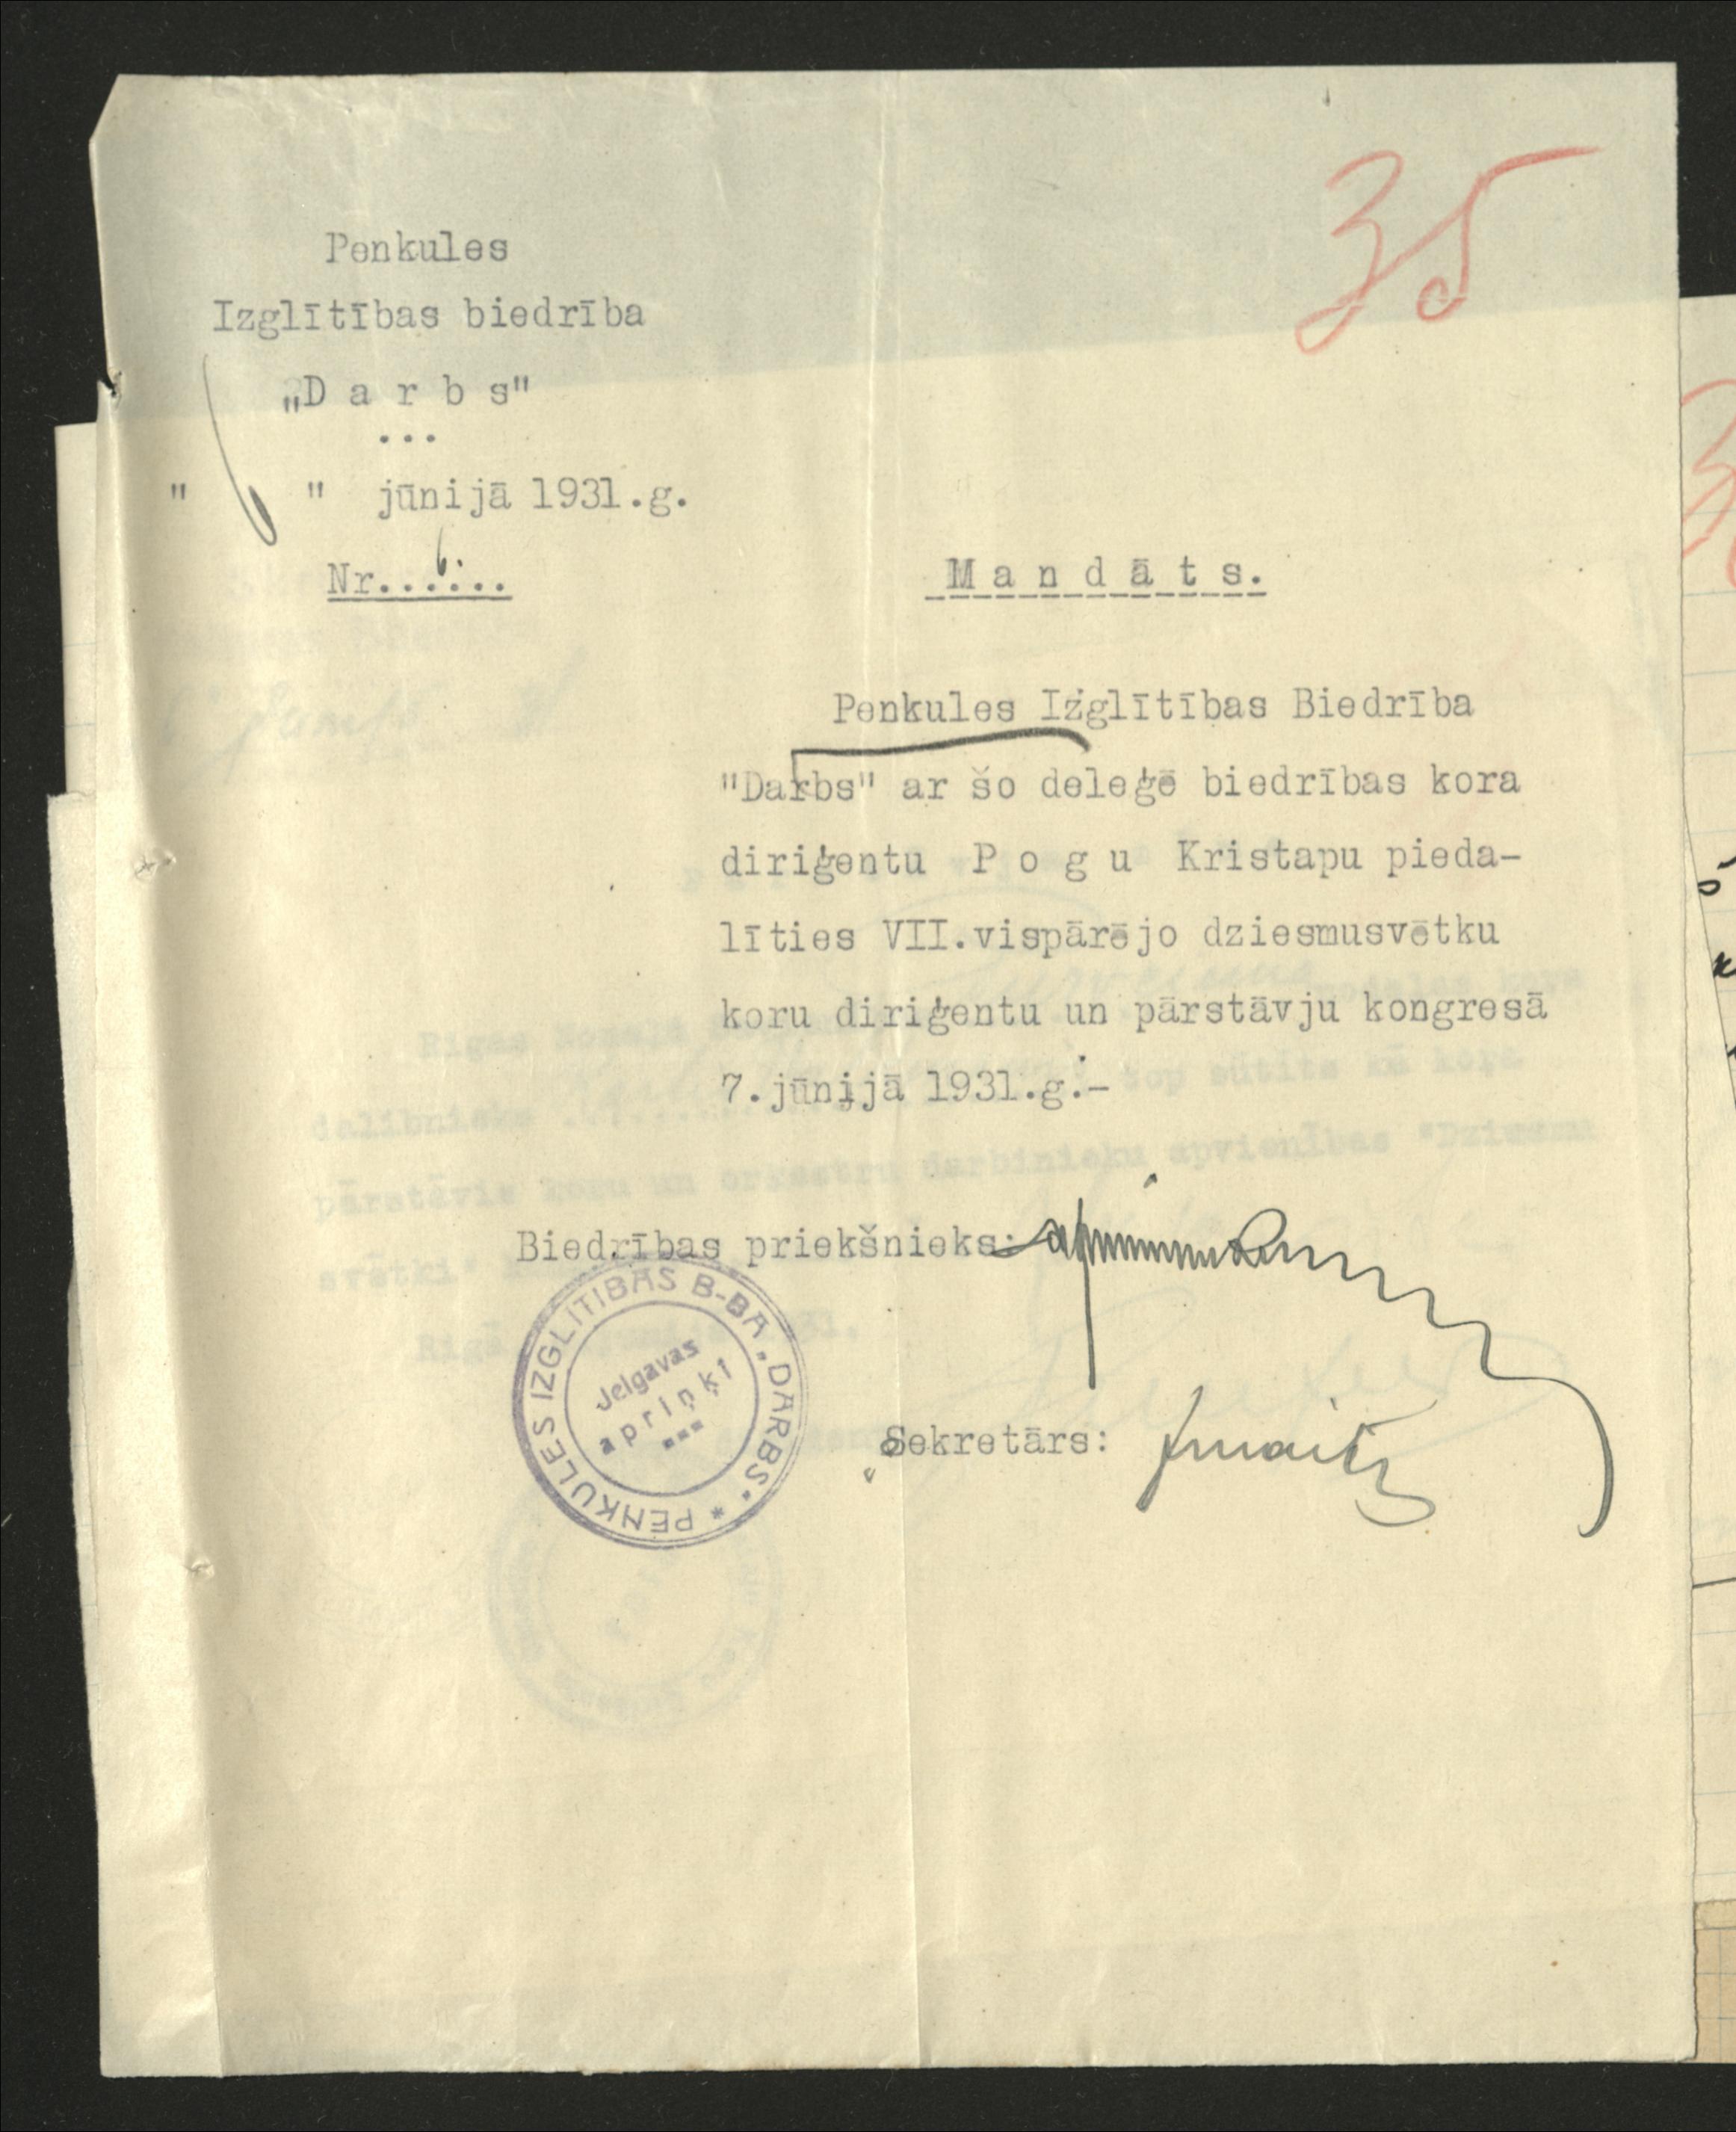 35
Penkules
Izglītības biedrība
„D a r b s"
...
" 6 " jūnijā 1931.g.
Nr...6...
M a n d ā t s.
Penkules Izglītības Biedrība
"Darbs" ar šo deleģē biedrības kora
diriģentu P o g u Kristapu pieda-
līties VII.vispārējo dziesmusvētku
koru diriģentu un pārstāvju kongresā
7.jūnijā 1931.g.-
Biedrības priekšnieks:
Sekretārs:
PENKULES IZGLĪTĪBAS B-BA „DARBS" *
Jelgavas
apriņķī